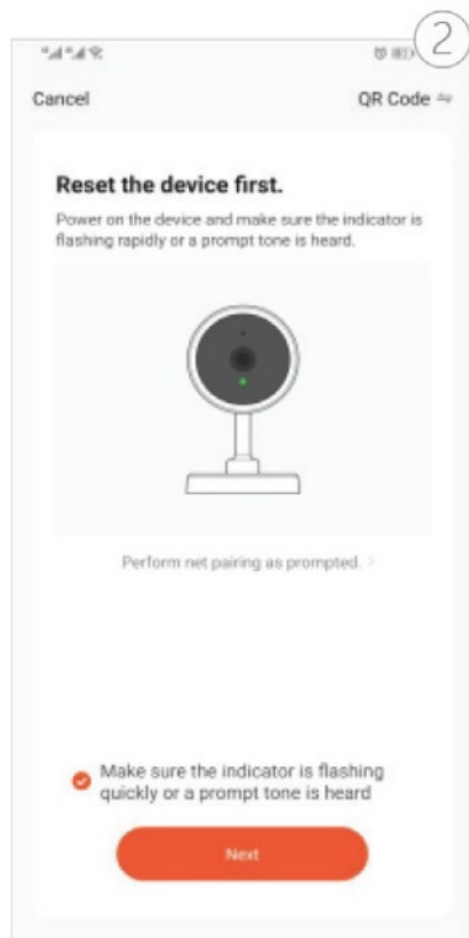 2
Cancel
QR Code
Reset the device first.
Power on the device and make sure the indicator is
flashing rapidly or a prompt tone is heard.
Perform net pairing as prompted. >
Make sure the indicator is flashing
quickly or a prompt tone is heard
Next